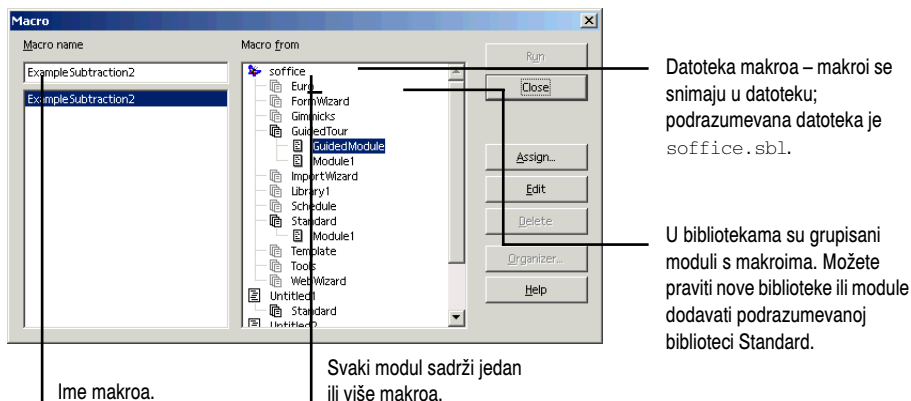 Macro
Macro name
Macro from
ExampleSubtraction2
ExampleSubtraction2
soffice
Euro
FormWizard
Gimmicks
GuidedTour
GuidedModule
Module1
ImportWizard
Library1
Schedule
Standard
Module1
Template
Tools
WebWizard
Untitled1
Standard
Untitled2
Run
Close
Assign...
Edit
Delete
Organizer...
Help
Datoteka makroa – makroi se
snimaju u datoteku;
podrazumevana datoteka je
soffice.sbl.
U bibliotekama su grupisani
moduli s makroima. Možete
praviti nove biblioteke ili module
dodavati podrazumevanoj
biblioteci Standard.
Ime makroa.
Svaki modul sadrži jedan
ili više makroa.